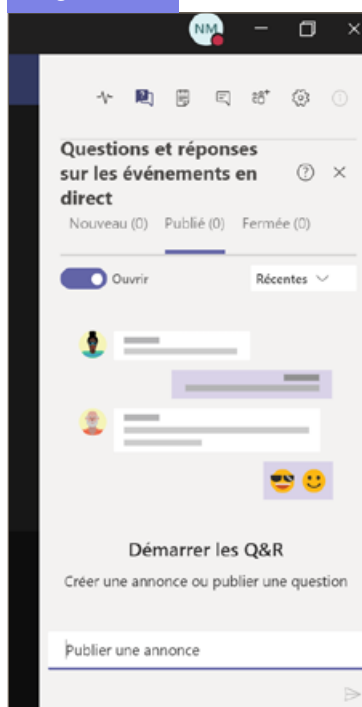 NM
Questions et réponses
sur les événements en
direct
Nouveau (0) Publié (0) Fermée (0)
Ouvrir Récentes
Démarrer les Q&R
Créer une annonce ou publier une question
Publier une annonce